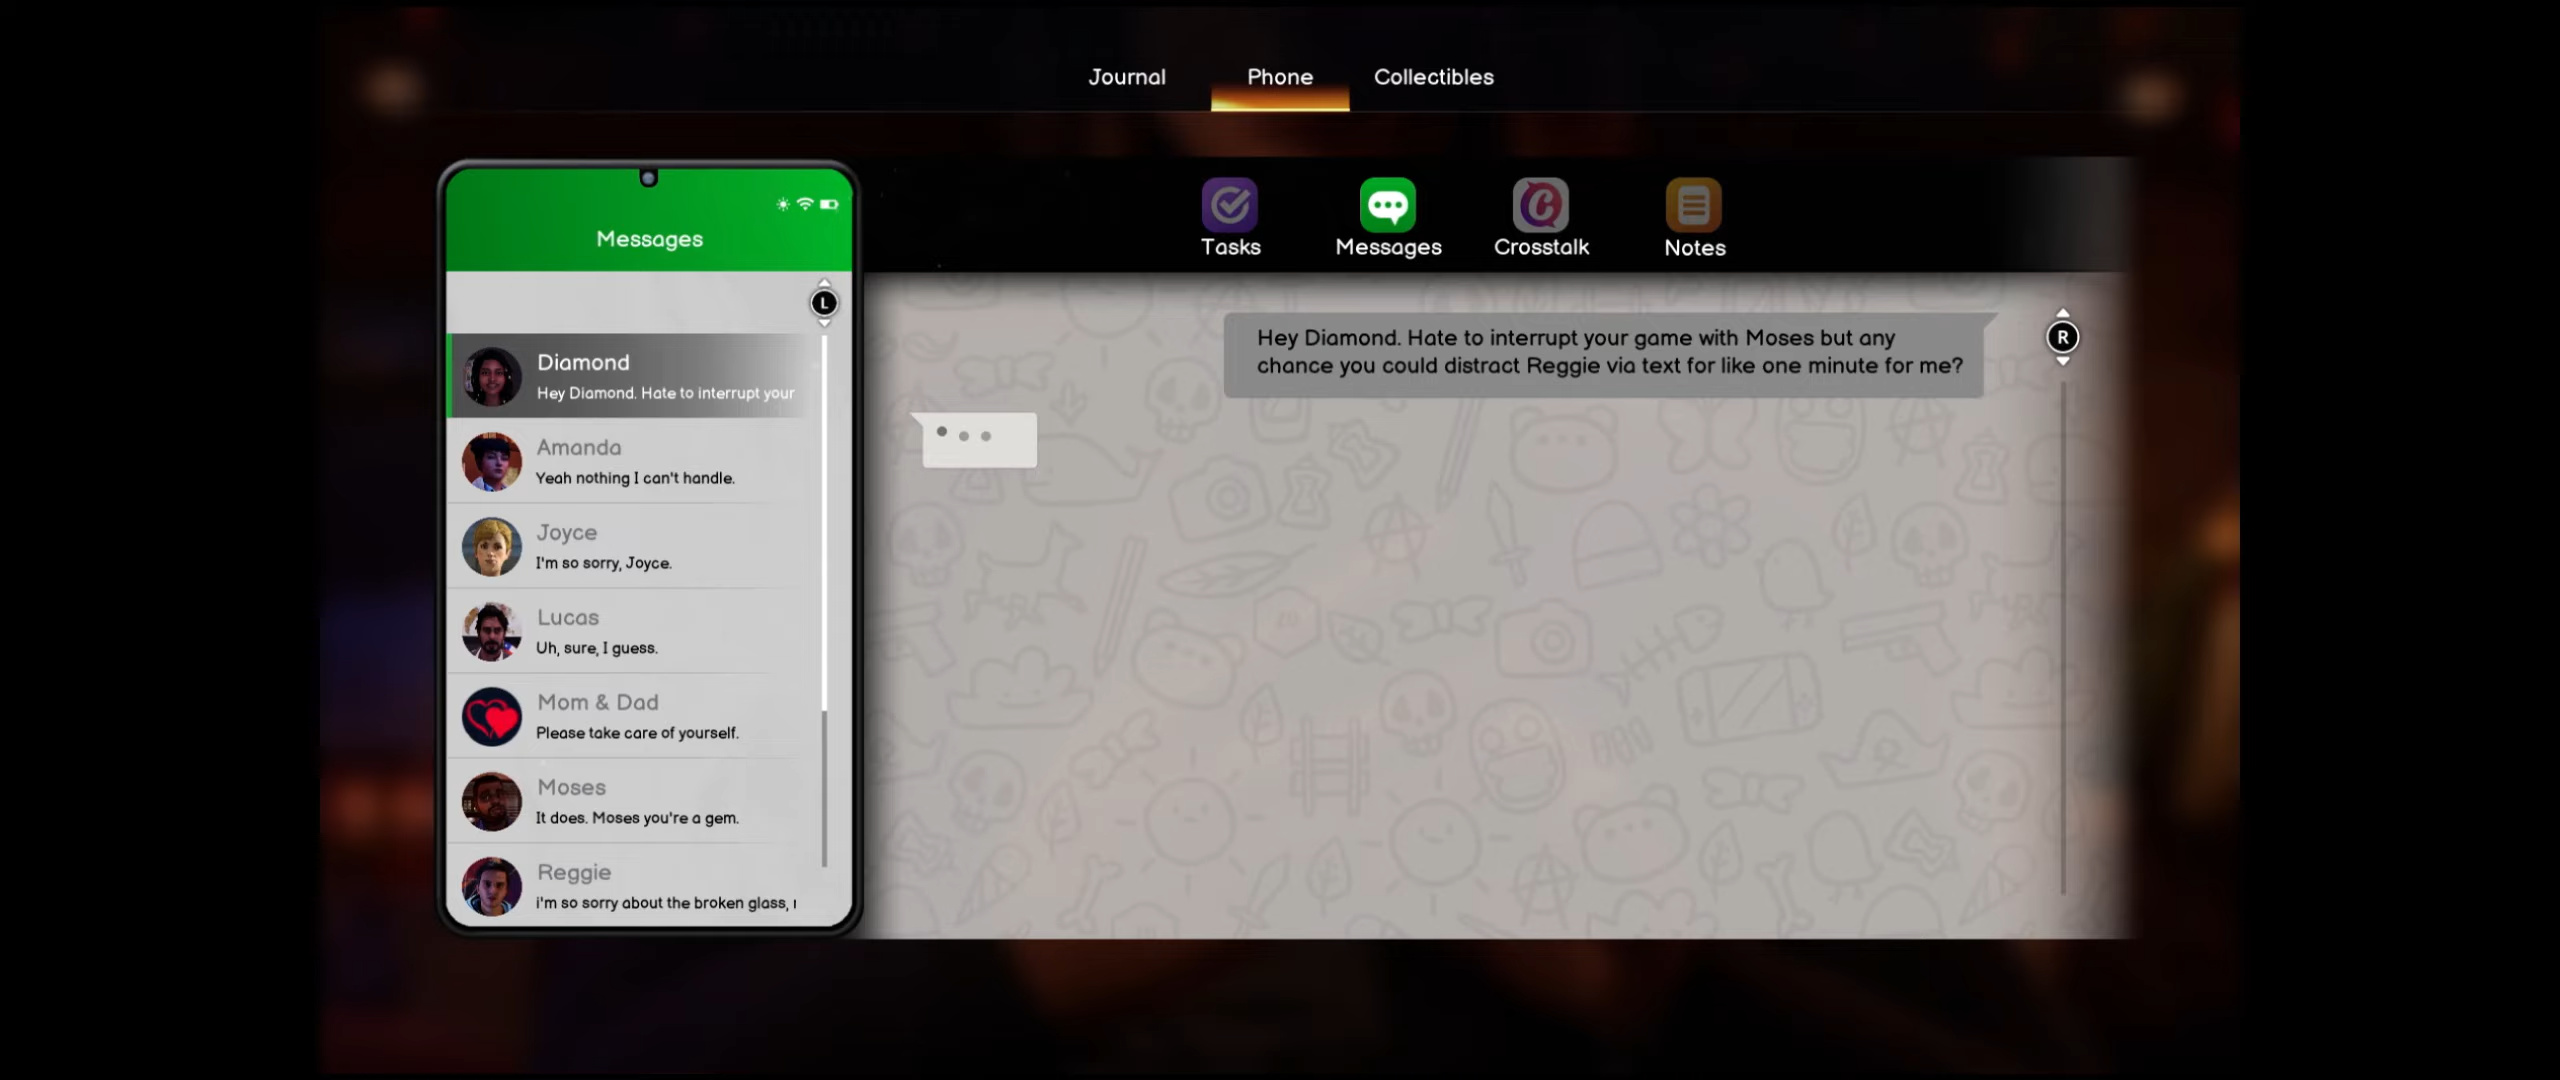 Journal
Phone
Collectibles
Tasks
Messages
Crosstalk
Notes
Messages
L
Diamond
Hey Diamond. Hate to interrupt your
Amanda
Yeah nothing I can't handle.
Joyce
I'm so sorry, Joyce.
Lucas
Uh, sure, I guess.
Mom & Dad
Please take care of yourself.
Moses
It does. Moses you're a gem.
Reggie
i'm so sorry about the broken glass,
Hey Diamond. Hate to interrupt your game with Moses but any
chance you could distract Reggie via text for like one minute for me?
R